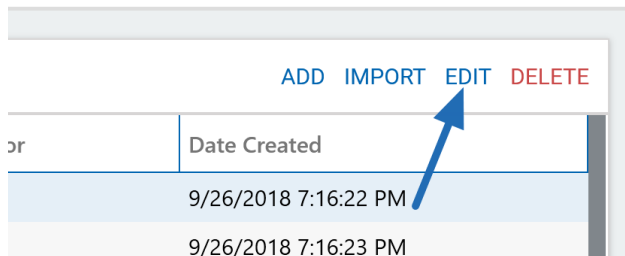 ADD IMPORT EDIT DELETE
or Date Created
9/26/2018 7:16:22 PM
9/26/2018 7:16:23 PM